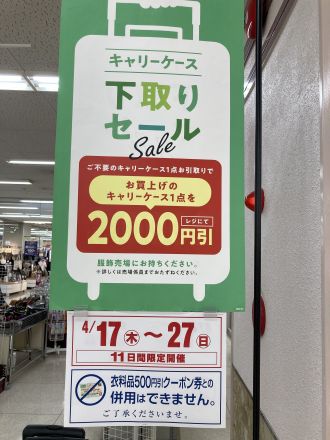 キャリーケース
下取り
セール
Sale
ご不要のキャリーケース1点お引取りで
お買上げの
キャリーケース1点を
レジにて
2000円引
服飾売場にお持ちください。
※詳しくは売場係員までおたずねください。
4/17(木)～27(日)
11日間限定開催
衣料品500円引クーポン券との
併用はできません。
ご了承くださいませ。